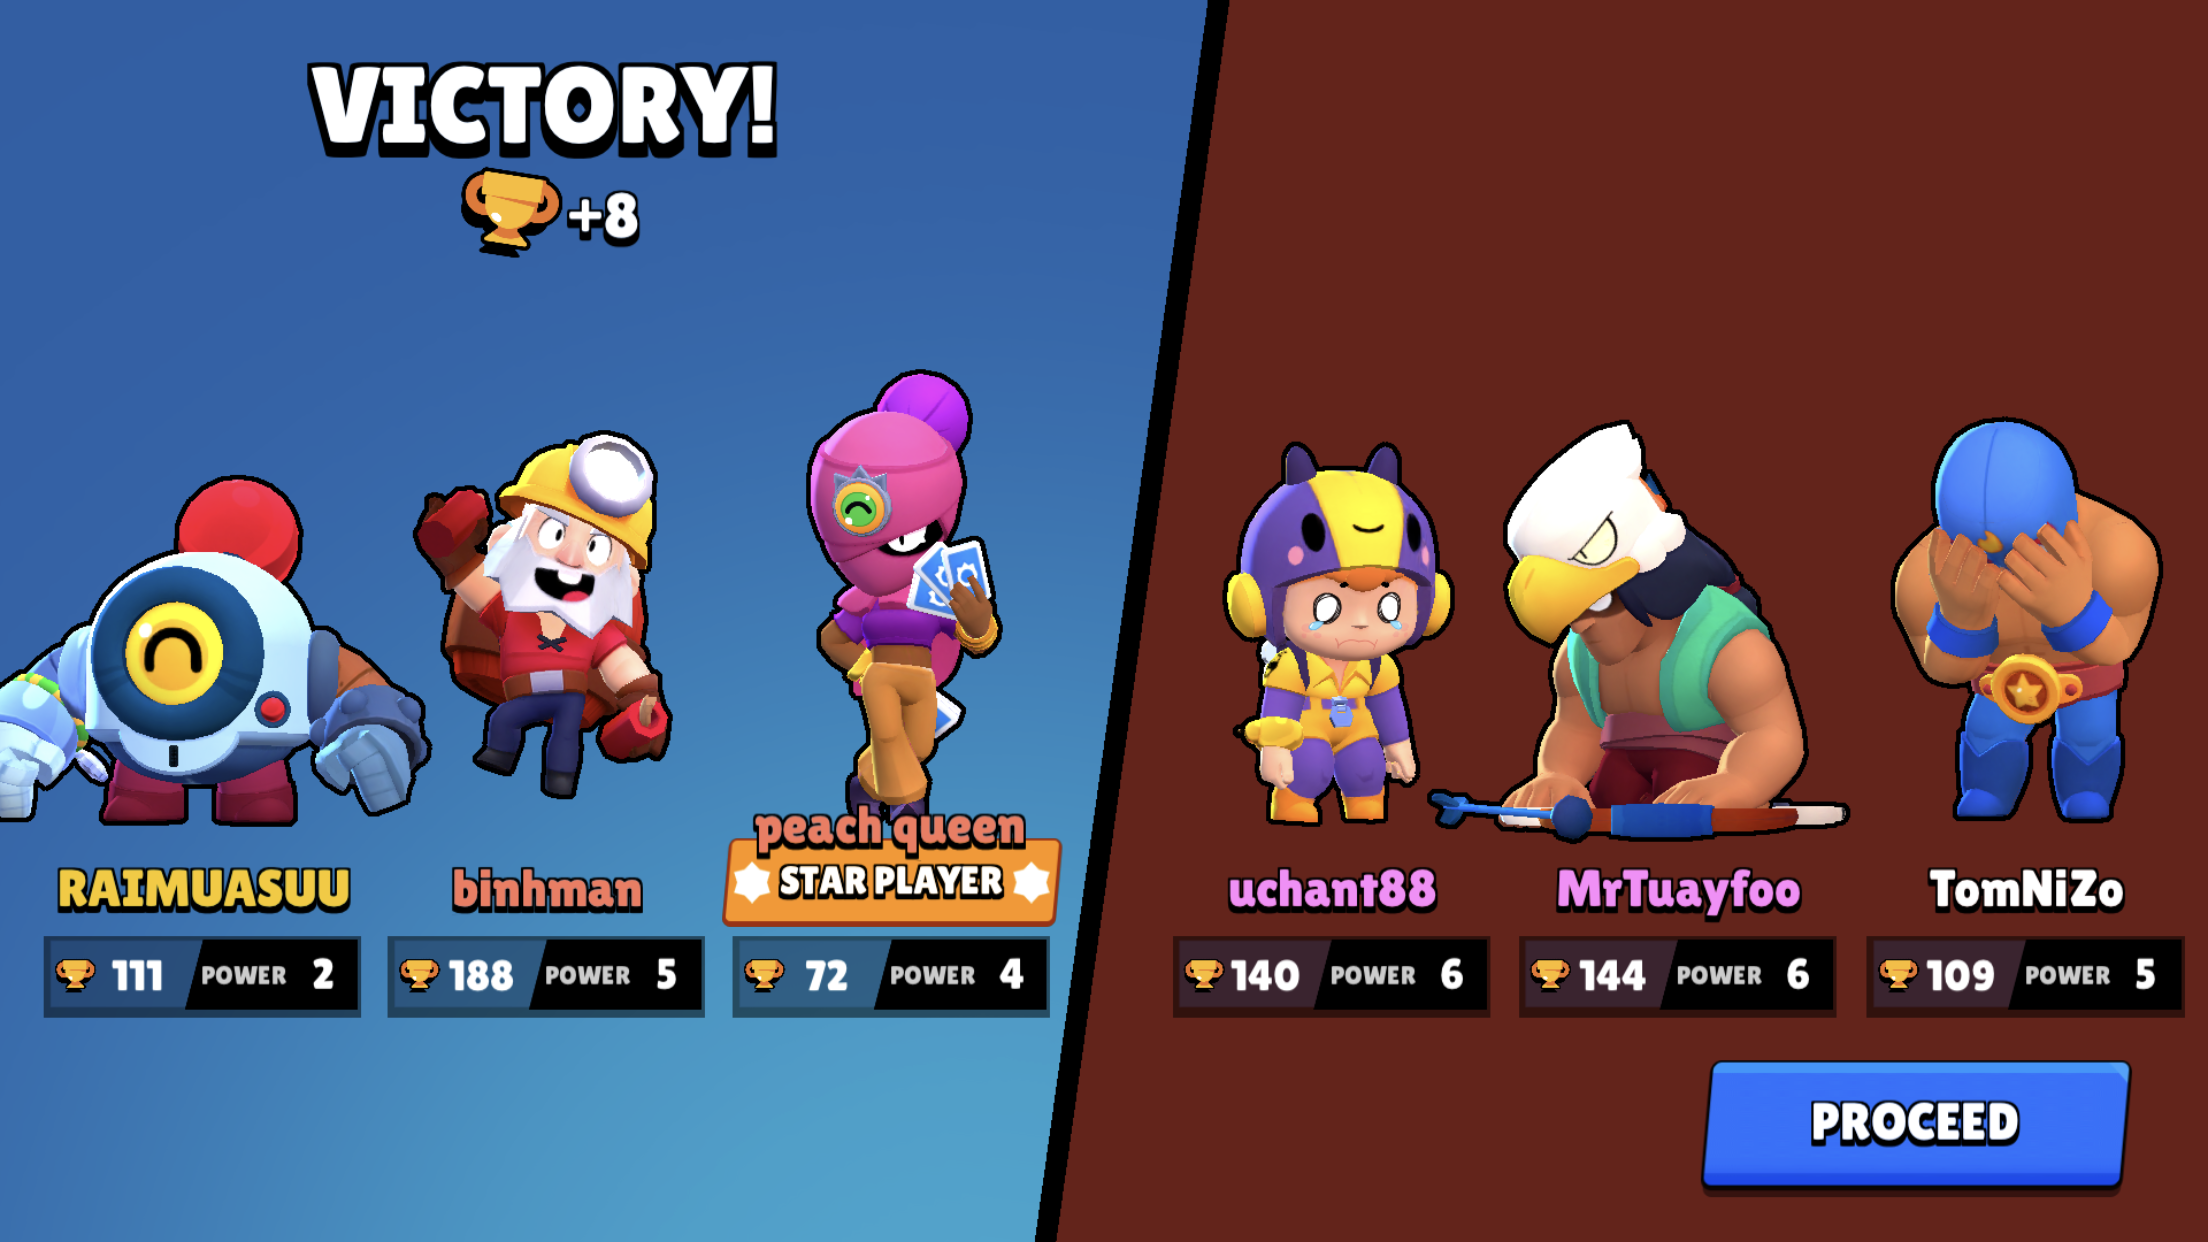 VICTORY!
+8
peach queen
STAR PLAYER
RAIMUASUU
binhman
111 POWER 2
188 POWER 5
72 POWER 4
uchant88
MrTuayfoo
TomNiZo
140 POWER 6
144 POWER 6
109 POWER 5
PROCEED